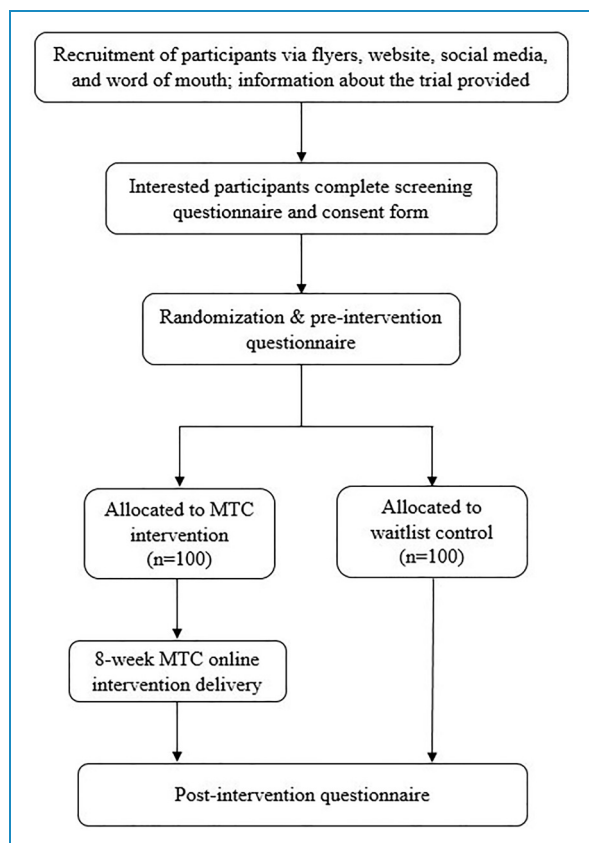 Recruitment of participants via flyers, website, social media,
and word of mouth; information about the trial provided
Interested participants complete screening
questionnaire and consent form
Randomization & pre-intervention
questionnaire
Allocated to MTC
intervention
(n=100)
Allocated to
waitlist control
(n=100)
8-week MTC online
intervention delivery
Post-intervention questionnaire